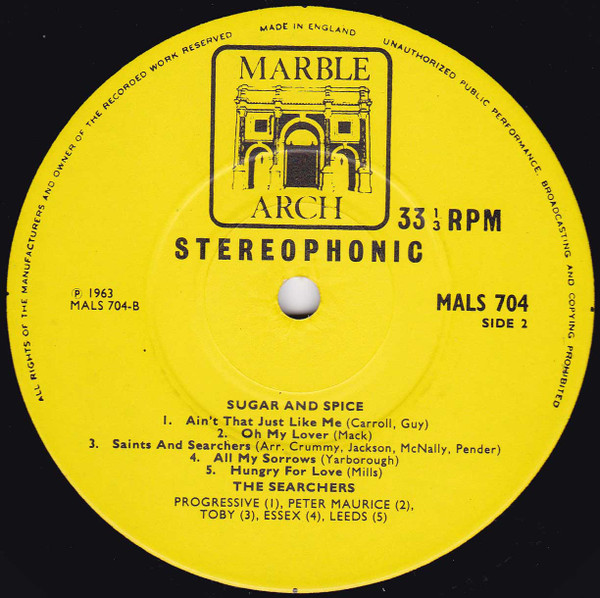 ALL RIGHTS OF THE MANUFACTURERS AND OWNER OF THE RECORDED WORK RESERVED
MADE IN ENGLAND
UNAUTHORIZED PUBLIC PERFORMANCE, BROADCASTING AND COPYING PROHIBITED
MARBLE
ARCH
33 1/3 RPM
STEREOPHONIC
℗ 1963
MALS 704-B
MALS 704
SIDE 2
SUGAR AND SPICE
1. Ain't That Just Like Me (Carroll, Guy)
2. Oh My Lover (Mack)
3. Saints And Searchers (Arr. Crummy, Jackson, McNally, Pender)
4. All My Sorrows (Yarborough)
5. Hungry For Love (Mills)
THE SEARCHERS
PROGRESSIVE (1), PETER MAURICE (2),
TOBY (3), ESSEX (4), LEEDS (5)